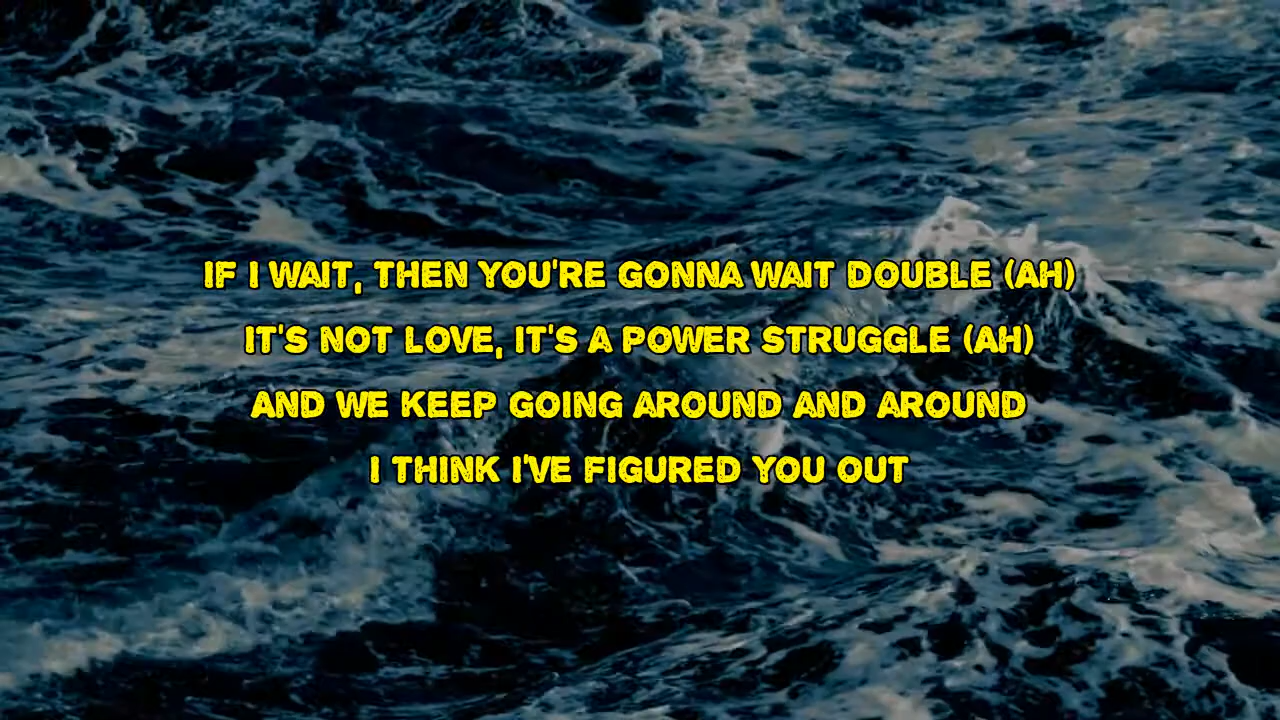 IF I WAIT, THEN YOU'RE GONNA WAIT DOUBLE (AH)
IT'S NOT LOVE, IT'S A POWER STRUGGLE (AH)
AND WE KEEP GOING AROUND AND AROUND
I THINK I'VE FIGURED YOU OUT